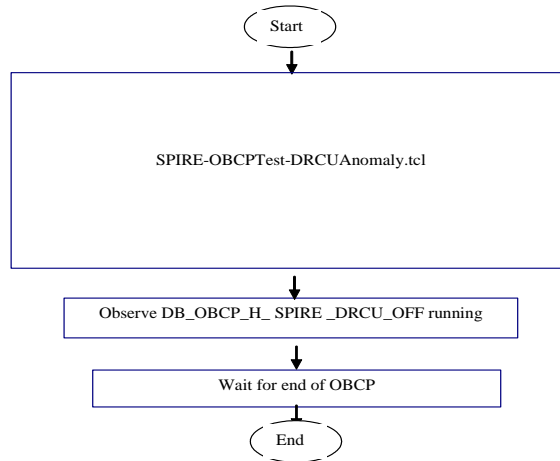 Start
SPIRE-OBCPTest-DRCUAnomaly.tcl
Observe DB_OBCP_H_ SPIRE _DRCU_OFF running
Wait for end of OBCP
End